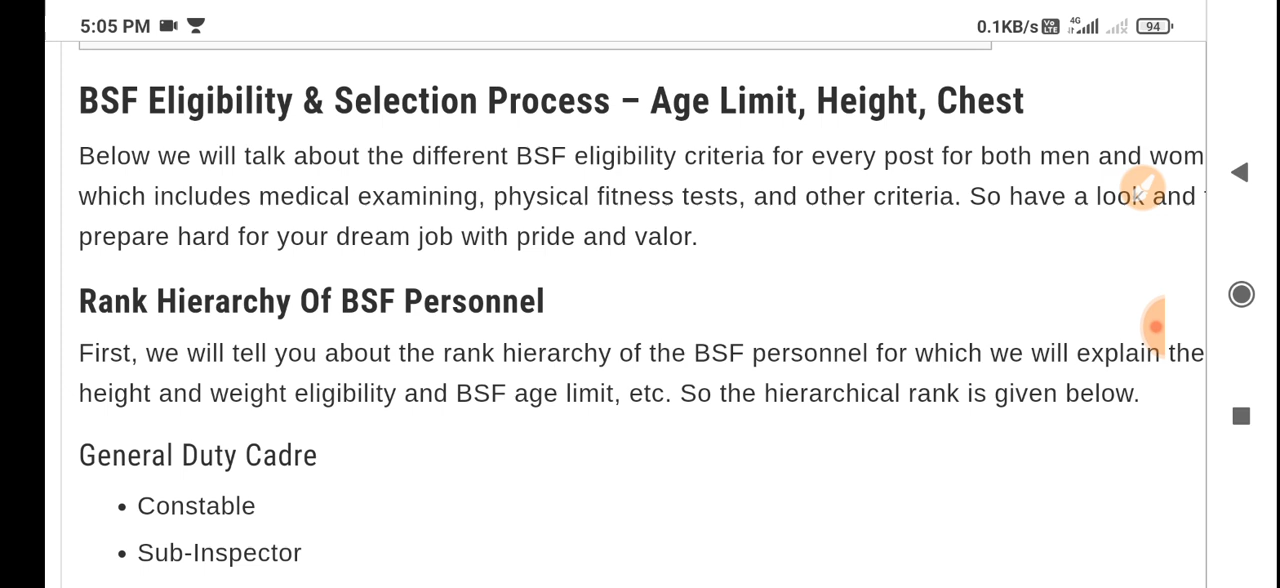 5:05 PM 0.1KB/s Vo LTE 4G 94
BSF Eligibility & Selection Process – Age Limit, Height, Chest
Below we will talk about the different BSF eligibility criteria for every post for both men and wom
which includes medical examining, physical fitness tests, and other criteria. So have a look and
prepare hard for your dream job with pride and valor.
Rank Hierarchy Of BSF Personnel
First, we will tell you about the rank hierarchy of the BSF personnel for which we will explain the
height and weight eligibility and BSF age limit, etc. So the hierarchical rank is given below.
General Duty Cadre
• Constable
• Sub-Inspector